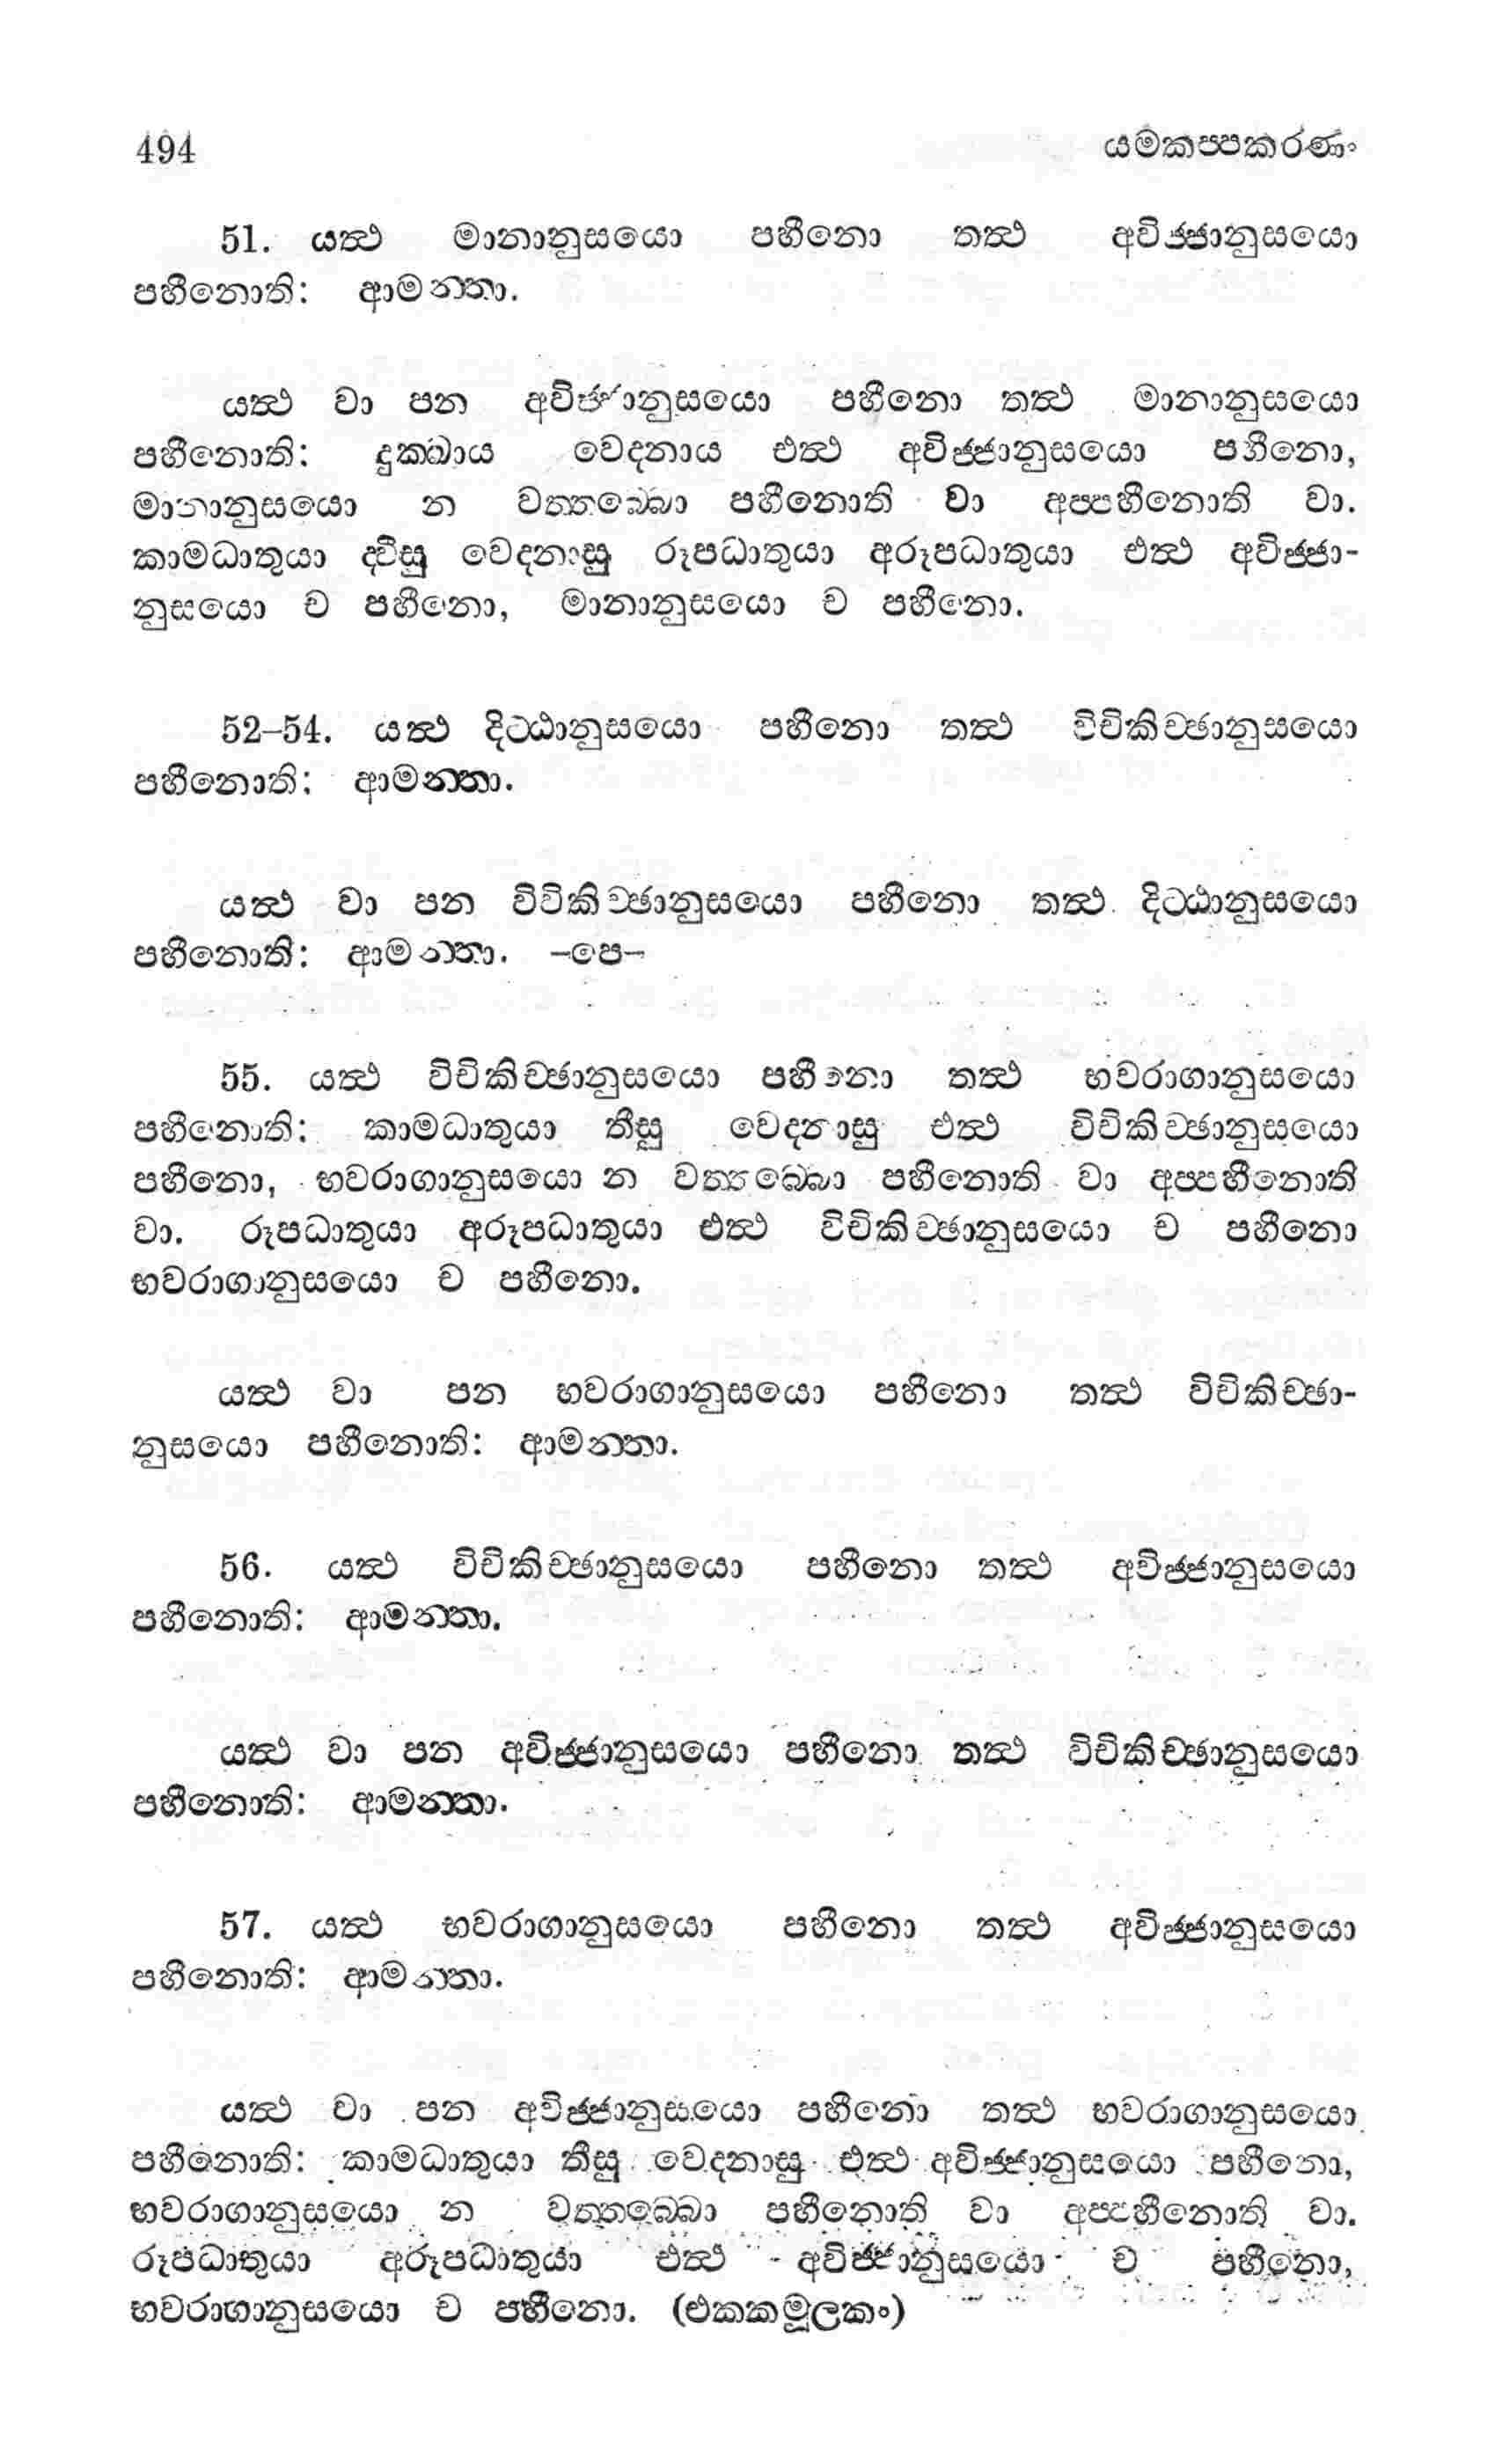 494 යමකප්පකරණං
51. යත්ථ මානානුසයො පහීනො තත්ථ අවිජ්ජානුසයො
පහීනොති: ආමන්තා.
යත්ථ වා පන අවිජ්ජානුසයො පහීනො තත්ථ මානානුසයො
පහීනොති: දුක්ඛාය වෙදනාය එත්ථ අවිජ්ජානුසයො පහීනො,
මානානුසයො න වත්තබ්බො පහීනොති වා අප්පහීනොති වා.
කාමධාතුයා ද්වීසු වෙදනාසු රූපධාතුයා අරූපධාතුයා එත්ථ අවිජ්ජා-
නුසයො ච පහීනො, මානානුසයො ච පහීනො.
52–54. යත්ථ දිට්ඨානුසයො පහීනො තත්ථ විචිකිච්ඡානුසයො
පහීනොති: ආමන්තා.
යත්ථ වා පන විචිකිච්ඡානුසයො පහීනො තත්ථ දිට්ඨානුසයො
පහීනොති: ආමන්තා. –පෙ–
55. යත්ථ විචිකිච්ඡානුසයො පහීනො තත්ථ භවරාගානුසයො
පහීනොති: කාමධාතුයා තීසු වෙදනාසු එත්ථ විචිකිච්ඡානුසයො
පහීනො, භවරාගානුසයො න වත්තබ්බො පහීනොති වා අප්පහීනොති
වා. රූපධාතුයා අරූපධාතුයා එත්ථ විචිකිච්ඡානුසයො ච පහීනො
භවරාගානුසයො ච පහීනො.
යත්ථ වා පන භවරාගානුසයො පහීනො තත්ථ විචිකිච්ඡා-
නුසයො පහීනොති: ආමන්තා.
56. යත්ථ විචිකිච්ඡානුසයො පහීනො තත්ථ අවිජ්ජානුසයො
පහීනොති: ආමන්තා.
යත්ථ වා පන අවිජ්ජානුසයො පහීනො තත්ථ විචිකිච්ඡානුසයො
පහීනොති: ආමන්තා.
57. යත්ථ භවරාගානුසයො පහීනො තත්ථ අවිජ්ජානුසයො
පහීනොති: ආමන්තා.
යත්ථ වා පන අවිජ්ජානුසයො පහීනො තත්ථ භවරාගානුසයො
පහීනොති: කාමධාතුයා තීසු වෙදනාසු එත්ථ අවිජ්ජානුසයො පහීනො,
භවරාගානුසයො න වත්තබ්බො පහීනොති වා අප්පහීනොති වා.
රූපධාතුයා අරූපධාතුයා එත්ථ අවිජ්ජානුසයො ච පහීනො,
භවරාගානුසයො ච පහීනො. (එකකමූලකං)